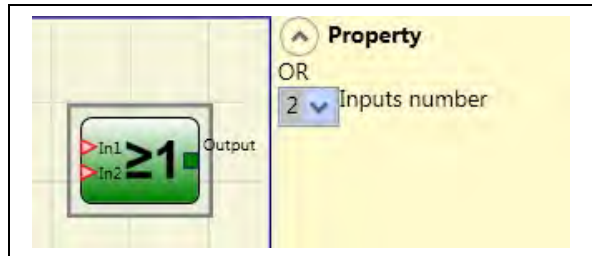 Property
OR
2 Inputs number
In1 ≥1 Output
In2